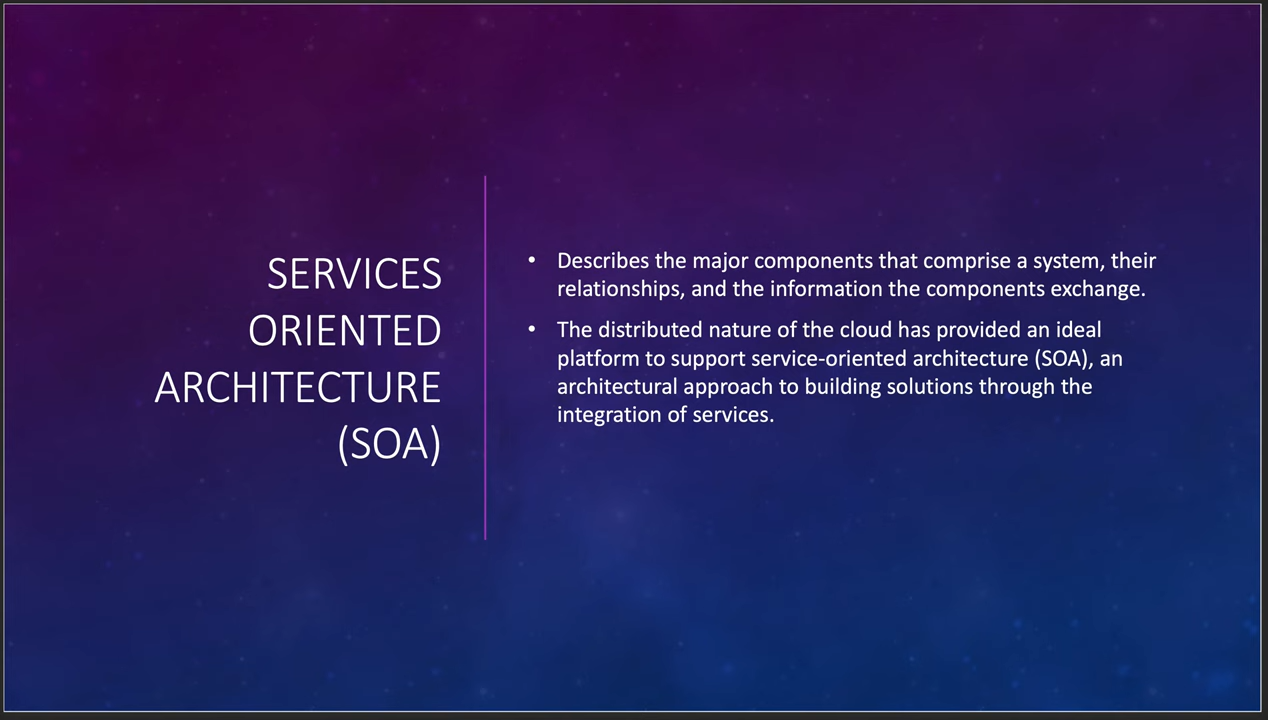 SERVICES
ORIENTED
ARCHITECTURE
(SOA)
• Describes the major components that comprise a system, their
relationships, and the information the components exchange.
• The distributed nature of the cloud has provided an ideal
platform to support service-oriented architecture (SOA), an
architectural approach to building solutions through the
integration of services.